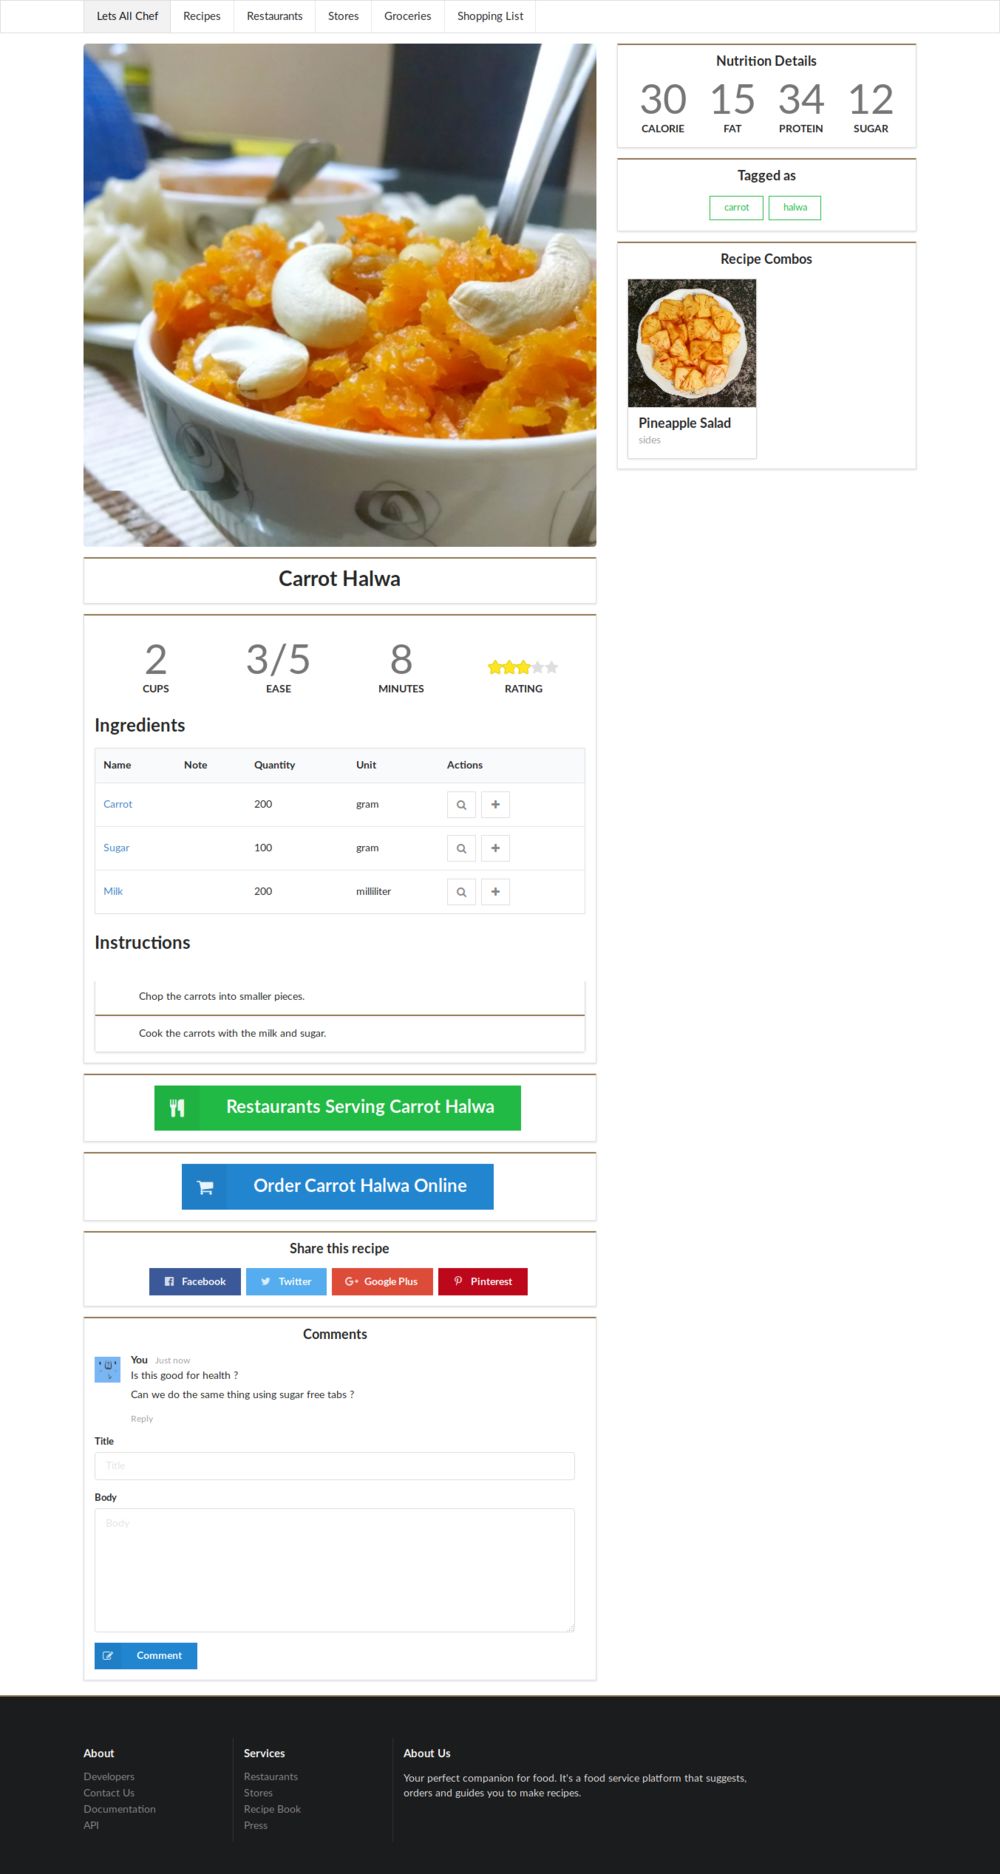 Lets All Chef Recipes Restaurants Stores Groceries Shopping List
Carrot Halwa
2 3/5 8
CUPS EASE MINUTES RATING
Ingredients
Name Note Quantity Unit Actions
Carrot 200 gram
Sugar 100 gram
Milk 200 milliliter
Instructions
Chop the carrots into smaller pieces.
Cook the carrots with the milk and sugar.
Restaurants Serving Carrot Halwa
Order Carrot Halwa Online
Share this recipe
Facebook Twitter Google Plus Pinterest
Comments
You Just now
Is this good for health ?
Can we do the same thing using sugar free tabs ?
Reply
Title
Title
Body
Body
Comment
Nutrition Details
30 15 34 12
CALORIE FAT PROTEIN SUGAR
Tagged as
carrot halwa
Recipe Combos
Pineapple Salad
sides
About
Developers
Contact Us
Documentation
API
Services
Restaurants
Stores
Recipe Book
Press
About Us
Your perfect companion for food. It's a food service platform that suggests,
orders and guides you to make recipes.